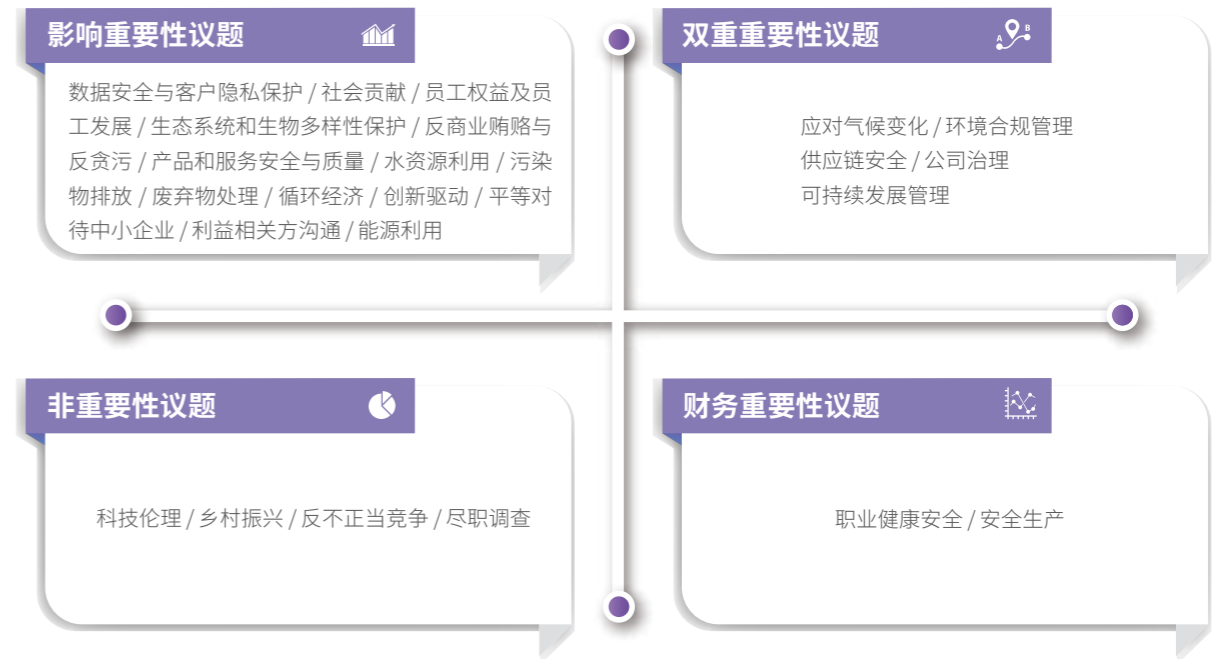 影响重要性议题
数据安全与客户隐私保护 / 社会贡献 / 员工权益及员
工发展 / 生态系统和生物多样性保护 / 反商业贿赂与
反贪污 / 产品和服务安全与质量 / 水资源利用 / 污染
物排放 / 废弃物处理 / 循环经济 / 创新驱动 / 平等对
待中小企业 / 利益相关方沟通 / 能源利用
双重重要性议题
A
B
应对气候变化 / 环境合规管理
供应链安全 / 公司治理
可持续发展管理
非重要性议题
科技伦理 / 乡村振兴 / 反不正当竞争 / 尽职调查
财务重要性议题
职业健康安全 / 安全生产